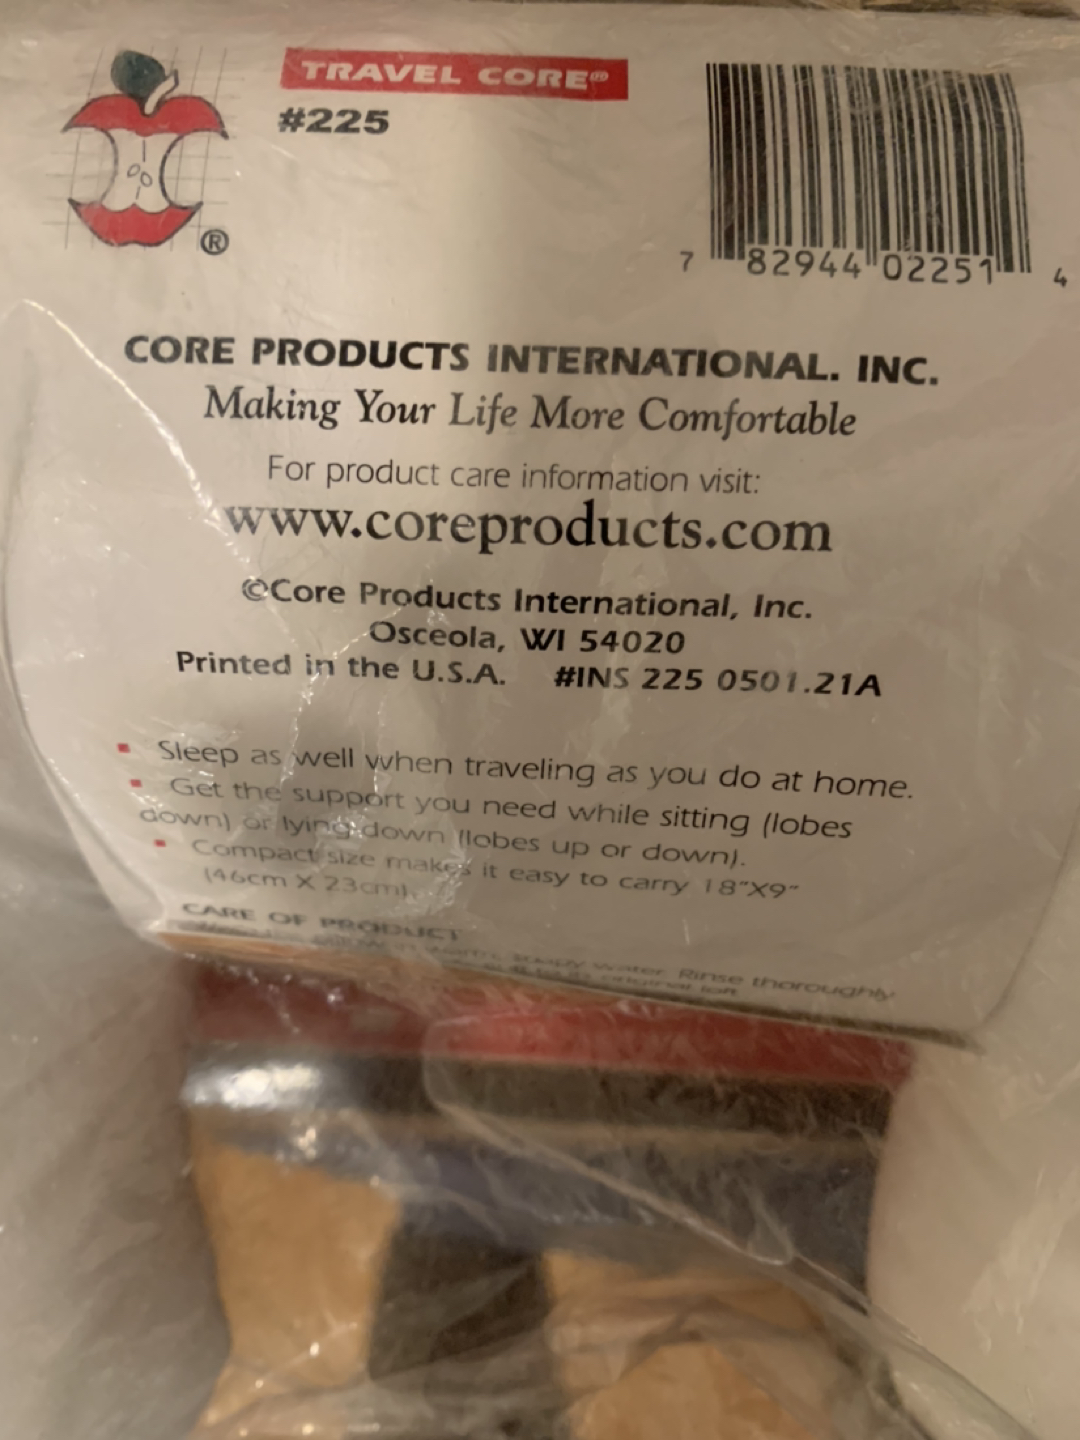 TRAVEL CORE®
#225
®
7 82944 02251 4
CORE PRODUCTS INTERNATIONAL. INC.
Making Your Life More Comfortable
For product care information visit:
www.coreproducts.com
©Core Products International, Inc.
Osceola, WI 54020
Printed in the U.S.A. #INS 225 0501.21A
▪ Sleep as well when traveling as you do at home.
▪ Get the support you need while sitting (lobes
down) or lying down (lobes up or down).
▪ Compact size makes it easy to carry 18"X9"
(46cm X 23cm).
CARE OF PRODUCT
water. Rinse thoroughly
original loft